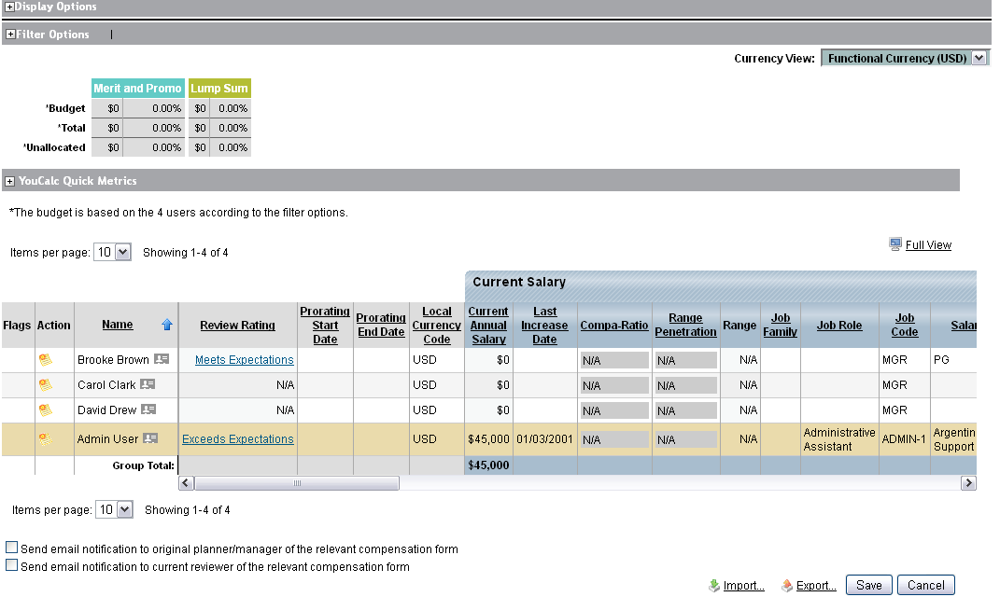 Display Options
Filter Options |
Currency View: Functional Currency (USD)
Merit and Promo Lump Sum
*Budget $0 0.00% $0 0.00%
*Total $0 0.00% $0 0.00%
*Unallocated $0 0.00% $0 0.00%
YouCalc Quick Metrics
*The budget is based on the 4 users according to the filter options.
Items per page: 10 Showing 1-4 of 4
Full View
Current Salary
Flags Action Name Review Rating Prorating Start Date Prorating End Date Local Currency Code Current Annual Salary Last Increase Date Compa-Ratio Range Penetration Range Job Family Job Role Job Code Salar
Brooke Brown Meets Expectations USD $0 N/A N/A N/A MGR PG
Carol Clark N/A USD $0 N/A N/A N/A MGR
David Drew N/A USD $0 N/A N/A N/A MGR
Admin User Exceeds Expectations USD $45,000 01/03/2001 N/A N/A N/A Administrative Assistant ADMIN-1 Argentin Support
Group Total: $45,000
Items per page: 10 Showing 1-4 of 4
Send email notification to original planner/manager of the relevant compensation form
Send email notification to current reviewer of the relevant compensation form
Import... Export... Save Cancel